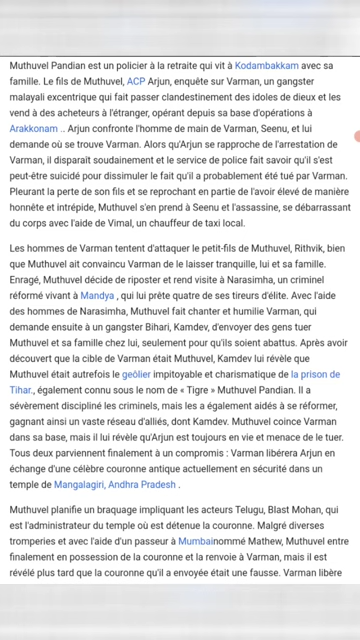 Muthuvel Pandian est un policier à la retraite qui vit à Kodambakkam avec sa
famille. Le fils de Muthuvel, ACP Arjun, enquête sur Varman, un gangster
malayali excentrique qui fait passer clandestinement des idoles de dieux et les
vend à des acheteurs à l'étranger, opérant depuis sa base d'opérations à
Arakkonam .. Arjun confronte l'homme de main de Varman, Seenu, et lui
demande où se trouve Varman. Alors qu'Arjun se rapproche de l'arrestation de
Varman, il disparaît soudainement et le service de police fait savoir qu'il s'est
peut-être suicidé pour dissimuler le fait qu'il a probablement été tué par Varman.
Pleurant la perte de son fils et se reprochant en partie de l'avoir élevé de manière
honnête et intrépide, Muthuvel s'en prend à Seenu et l'assassine, se débarrassant
du corps avec l'aide de Vimal, un chauffeur de taxi local.
Les hommes de Varman tentent d'attaquer le petit-fils de Muthuvel, Rithvik, bien
que Muthuvel ait convaincu Varman de le laisser tranquille, lui et sa famille.
Enragé, Muthuvel décide de riposter et rend visite à Narasimha, un criminel
réformé vivant à Mandya , qui lui prête quatre de ses tireurs d'élite. Avec l'aide
des hommes de Narasimha, Muthuvel fait chanter et humilie Varman, qui
demande ensuite à un gangster Bihari, Kamdev, d'envoyer des gens tuer
Muthuvel et sa famille chez lui, seulement pour qu'ils soient abattus. Après avoir
découvert que la cible de Varman était Muthuvel, Kamdev lui révèle que
Muthuvel était autrefois le geôlier impitoyable et charismatique de la prison de
Tihar., également connu sous le nom de « Tigre » Muthuvel Pandian. Il a
sévèrement discipliné les criminels, mais les a également aidés à se réformer,
gagnant ainsi un vaste réseau d'alliés, dont Kamdev. Muthuvel coince Varman
dans sa base, mais il lui révèle qu'Arjun est toujours en vie et menace de le tuer.
Tous deux parviennent finalement à un compromis : Varman libérera Arjun en
échange d'une célèbre couronne antique actuellement en sécurité dans un
temple de Mangalagiri, Andhra Pradesh .
Muthuvel planifie un braquage impliquant les acteurs Telugu, Blast Mohan, qui
est l'administrateur du temple où est détenue la couronne. Malgré diverses
tromperies et avec l'aide d'un passeur à Mumbainommé Mathew, Muthuvel entre
finalement en possession de la couronne et la renvoie à Varman, mais il est
révélé plus tard que la couronne qu'il a envoyée était une fausse. Varman libère